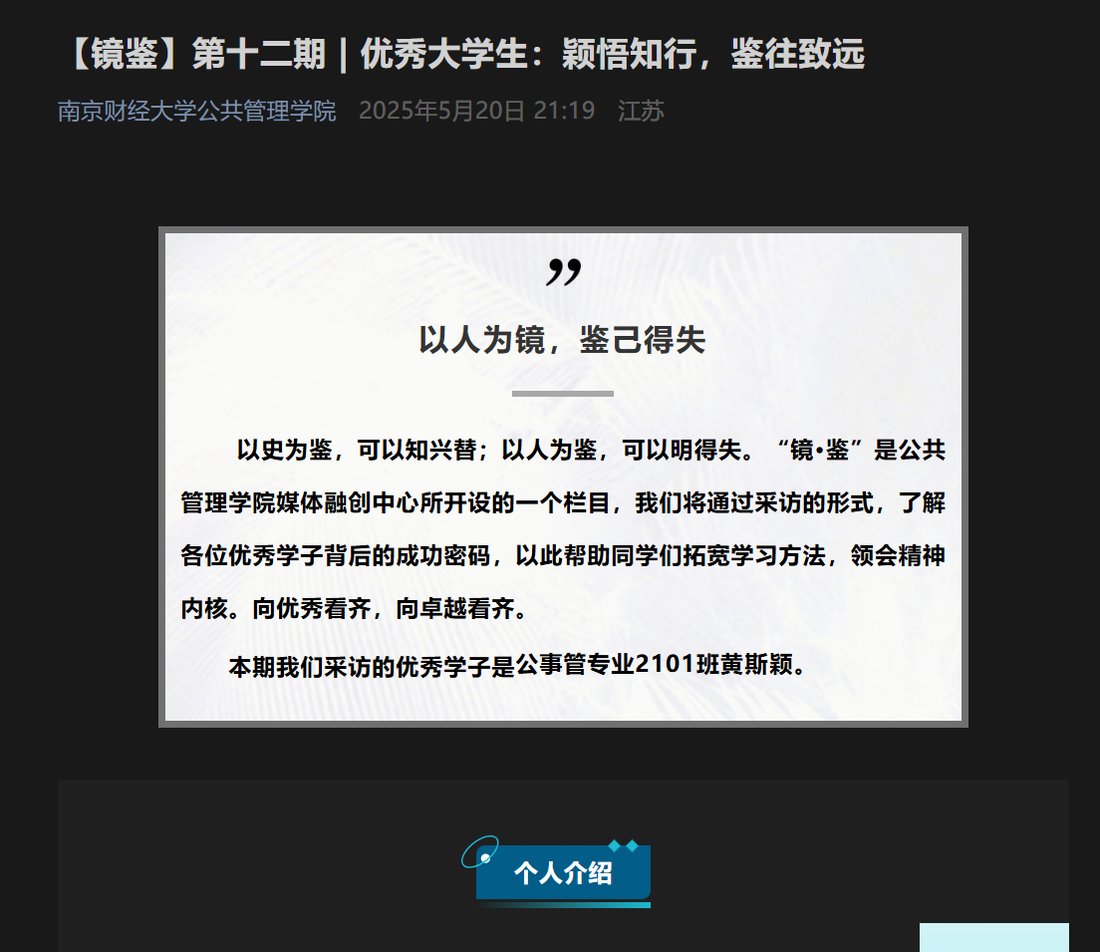 【镜鉴】第十二期｜优秀大学生：颖悟知行，鉴往致远
南京财经大学公共管理学院 2025年5月20日 21:19 江苏
”
以人为镜，鉴己得失
以史为鉴，可以知兴替；以人为鉴，可以明得失。“镜·鉴”是公共
管理学院媒体融创中心所开设的一个栏目，我们将通过采访的形式，了解
各位优秀学子背后的成功密码，以此帮助同学们拓宽学习方法，领会精神
内核。向优秀看齐，向卓越看齐。
本期我们采访的优秀学子是公事管专业2101班黄斯颖。
个人介绍